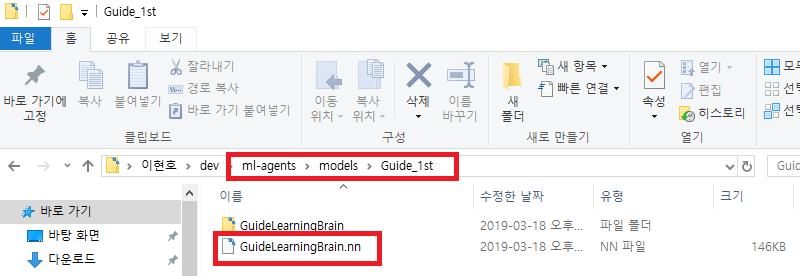 Guide_1st
파일 홈 공유 보기
바로 가기에 고정
복사
붙여넣기
잘라내기
경로 복사
바로 가기 붙여넣기
클립보드
이동 위치
복사 위치
삭제
이름 바꾸기
구성
새 폴더
새 항목
빠른 연결
새로 만들기
속성
열기
편집
히스토리
열기
모두
선택
선택
이현호 > dev > ml-agents > models > Guide_1st
Gui
이름 수정한 날짜 유형 크기
바로 가기
바탕 화면
다운로드
GuideLearningBrain 2019-03-18 오후... 파일 폴더
GuideLearningBrain.nn 2019-03-18 오후... NN 파일 146KB